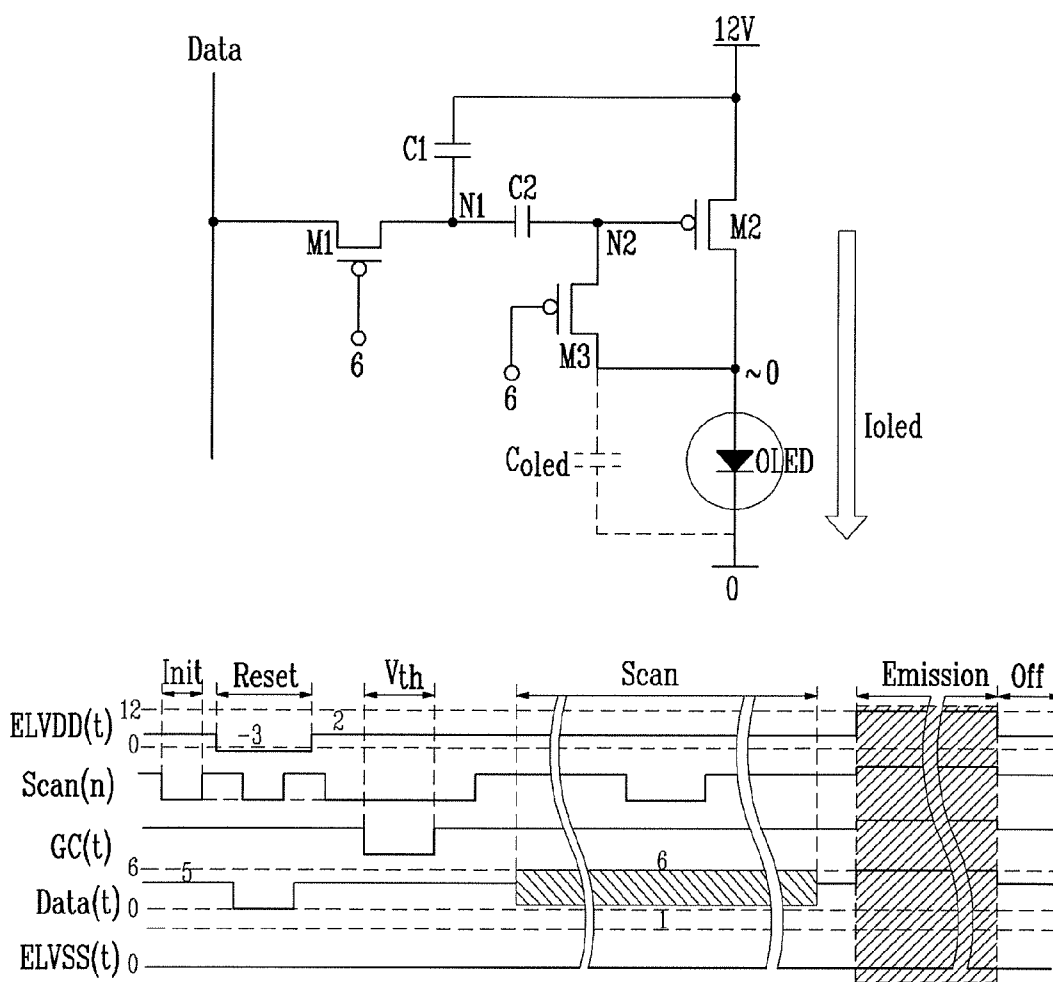 12V
Data
C1
C2
N1
M1
N2
M2
M3
6
6
~0
Ioled
Coled
OLED
0
Init Reset Vth Scan Emission Off
ELVDD(t) 12 0 -3 2
Scan(n)
GC(t)
Data(t) 6 0 5 6 1
ELVSS(t) 0